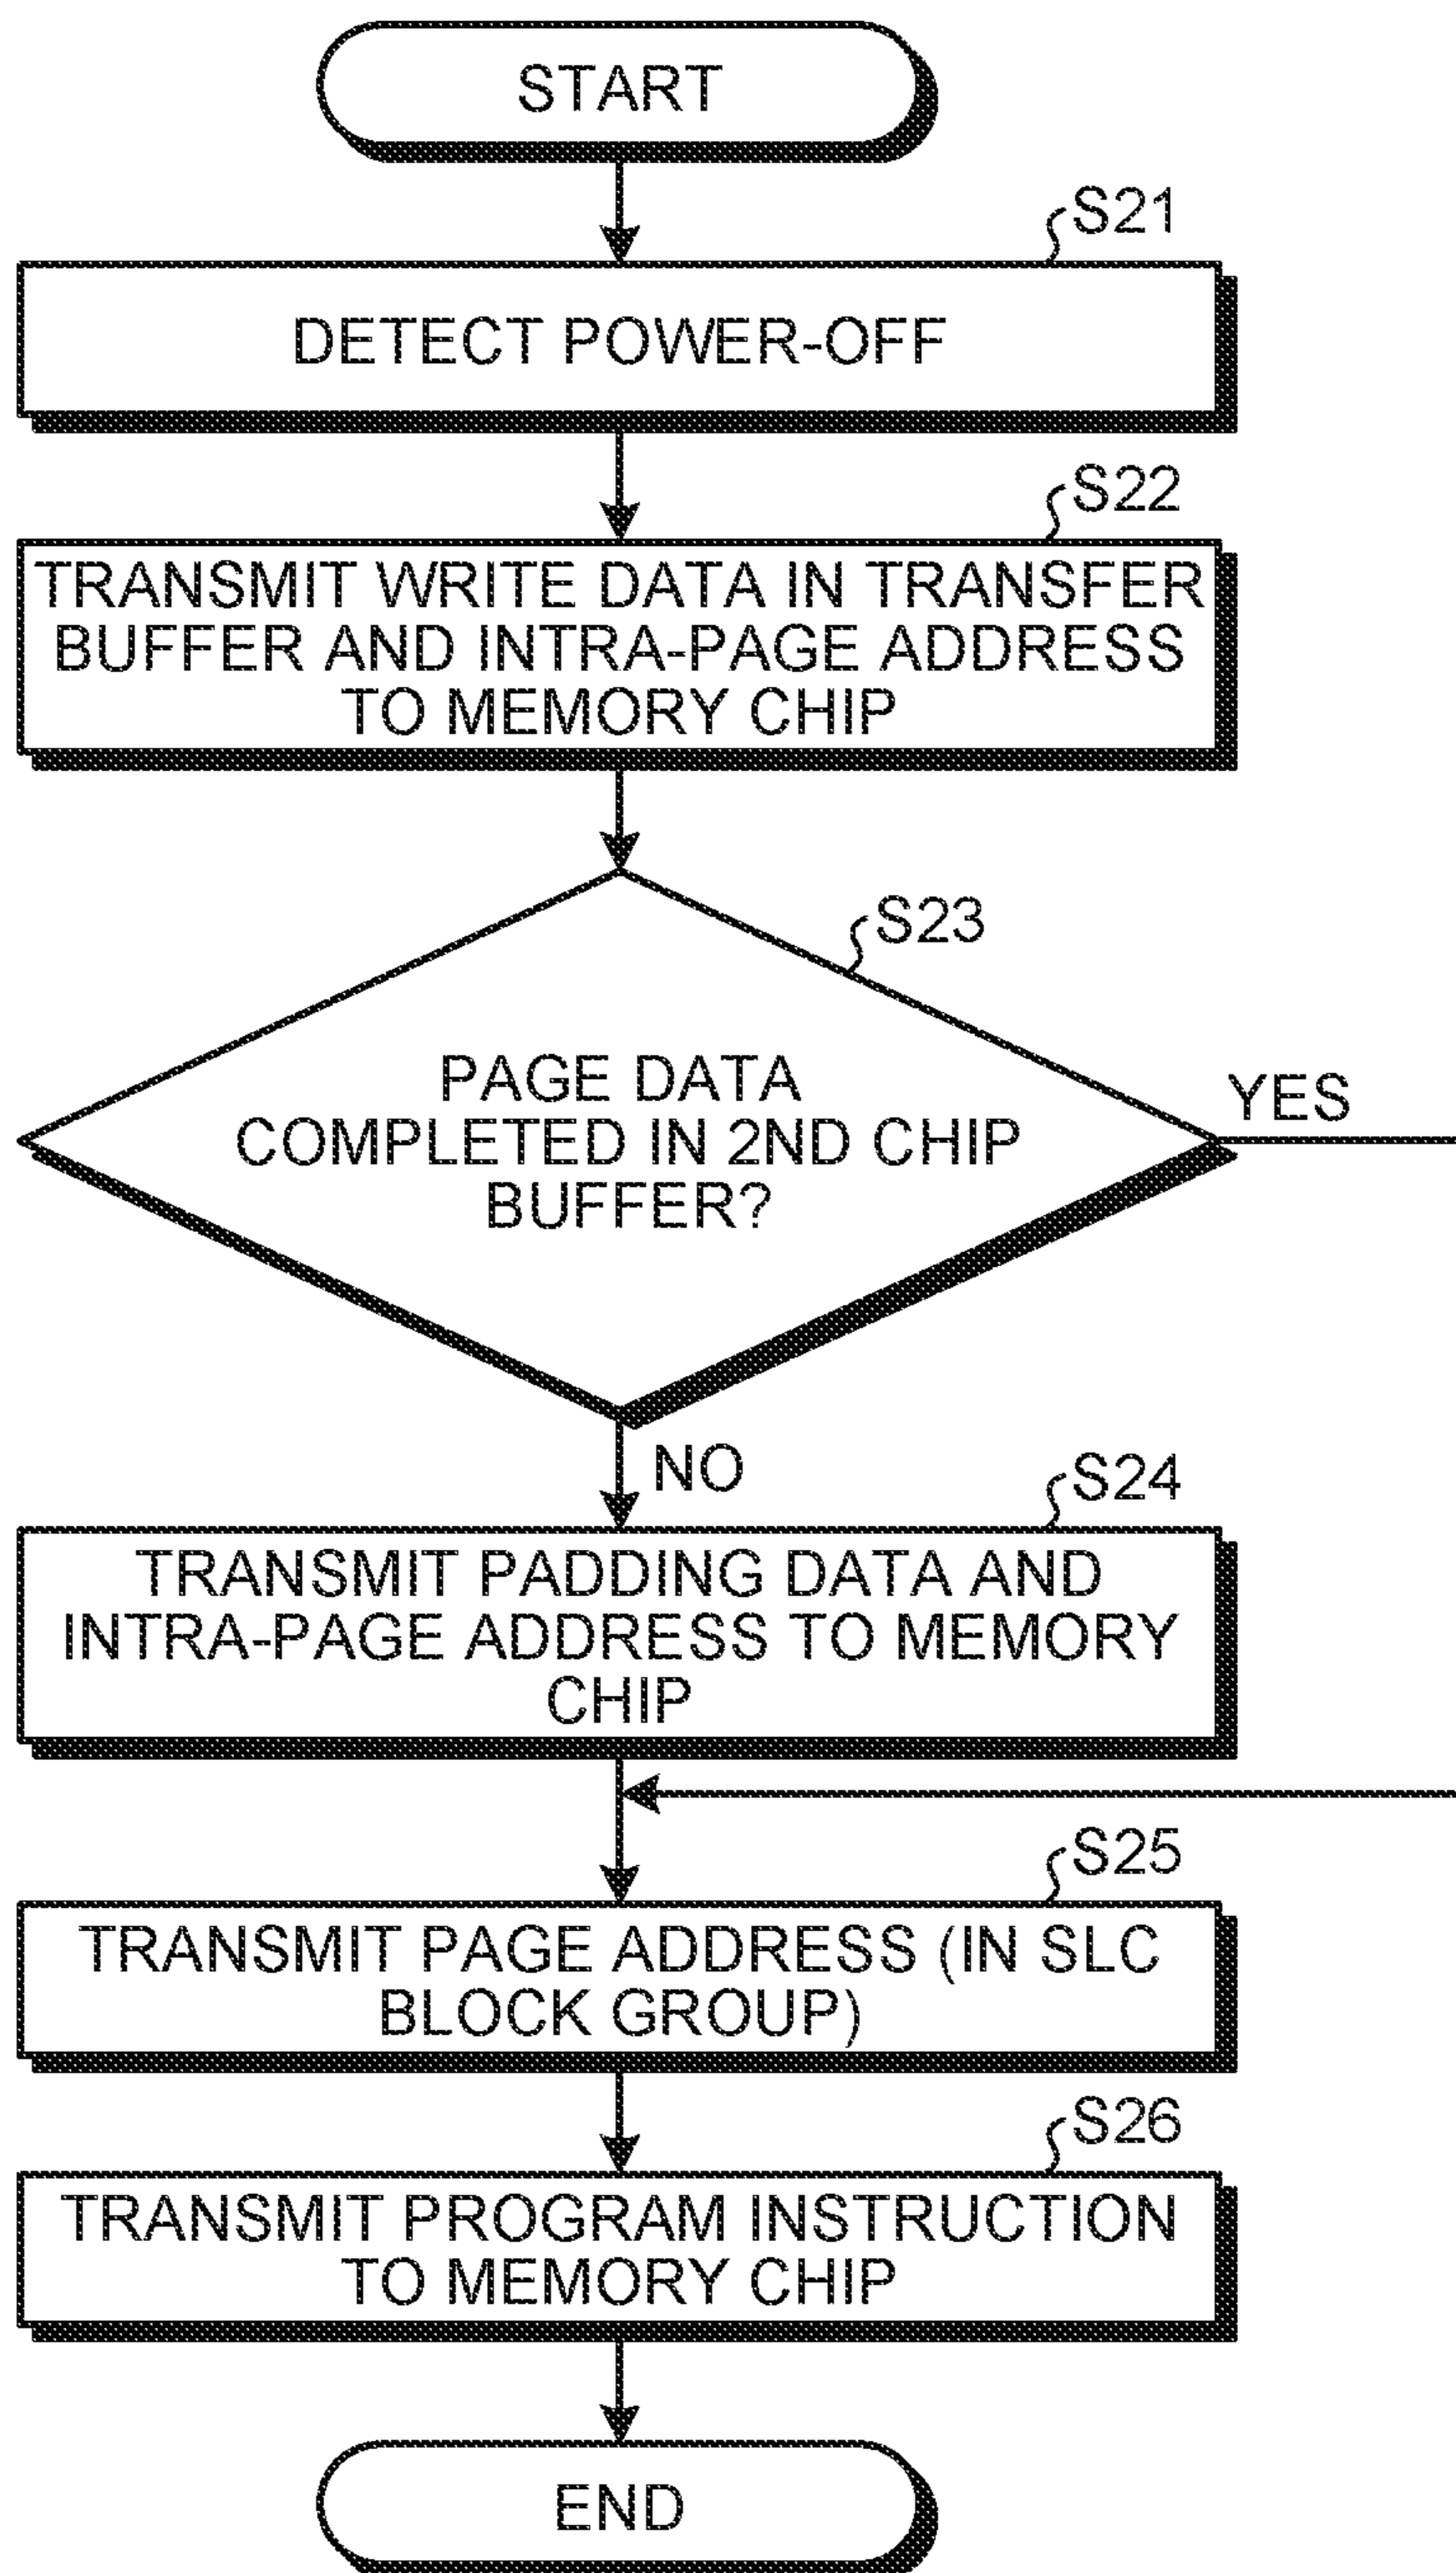 START
S21
DETECT POWER-OFF
S22
TRANSMIT WRITE DATA IN TRANSFER
BUFFER AND INTRA-PAGE ADDRESS
TO MEMORY CHIP
S23
PAGE DATA
COMPLETED IN 2ND CHIP
BUFFER?
YES
NO
S24
TRANSMIT PADDING DATA AND
INTRA-PAGE ADDRESS TO MEMORY
CHIP
S25
TRANSMIT PAGE ADDRESS (IN SLC
BLOCK GROUP)
S26
TRANSMIT PROGRAM INSTRUCTION
TO MEMORY CHIP
END